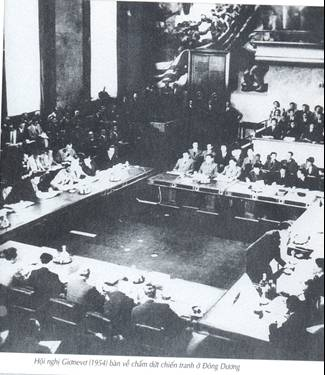 Hội nghị Giơnevơ (1954) bàn về chấm dứt chiến tranh ở Đông Dương